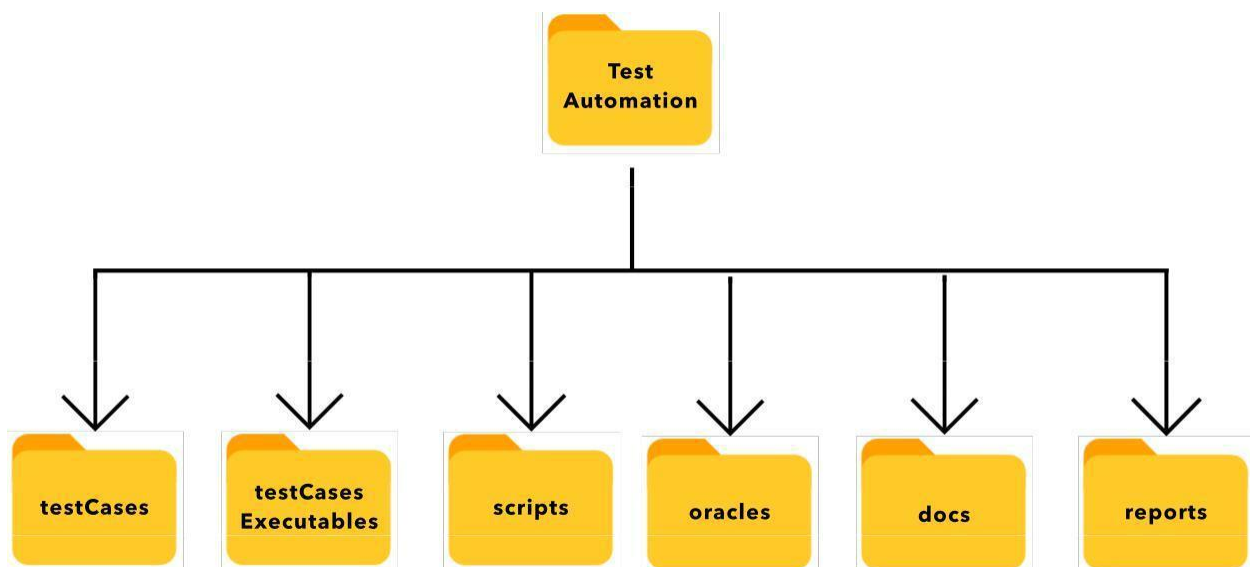 Test
Automation
testCases
testCases
Executables
scripts
oracles
docs
reports